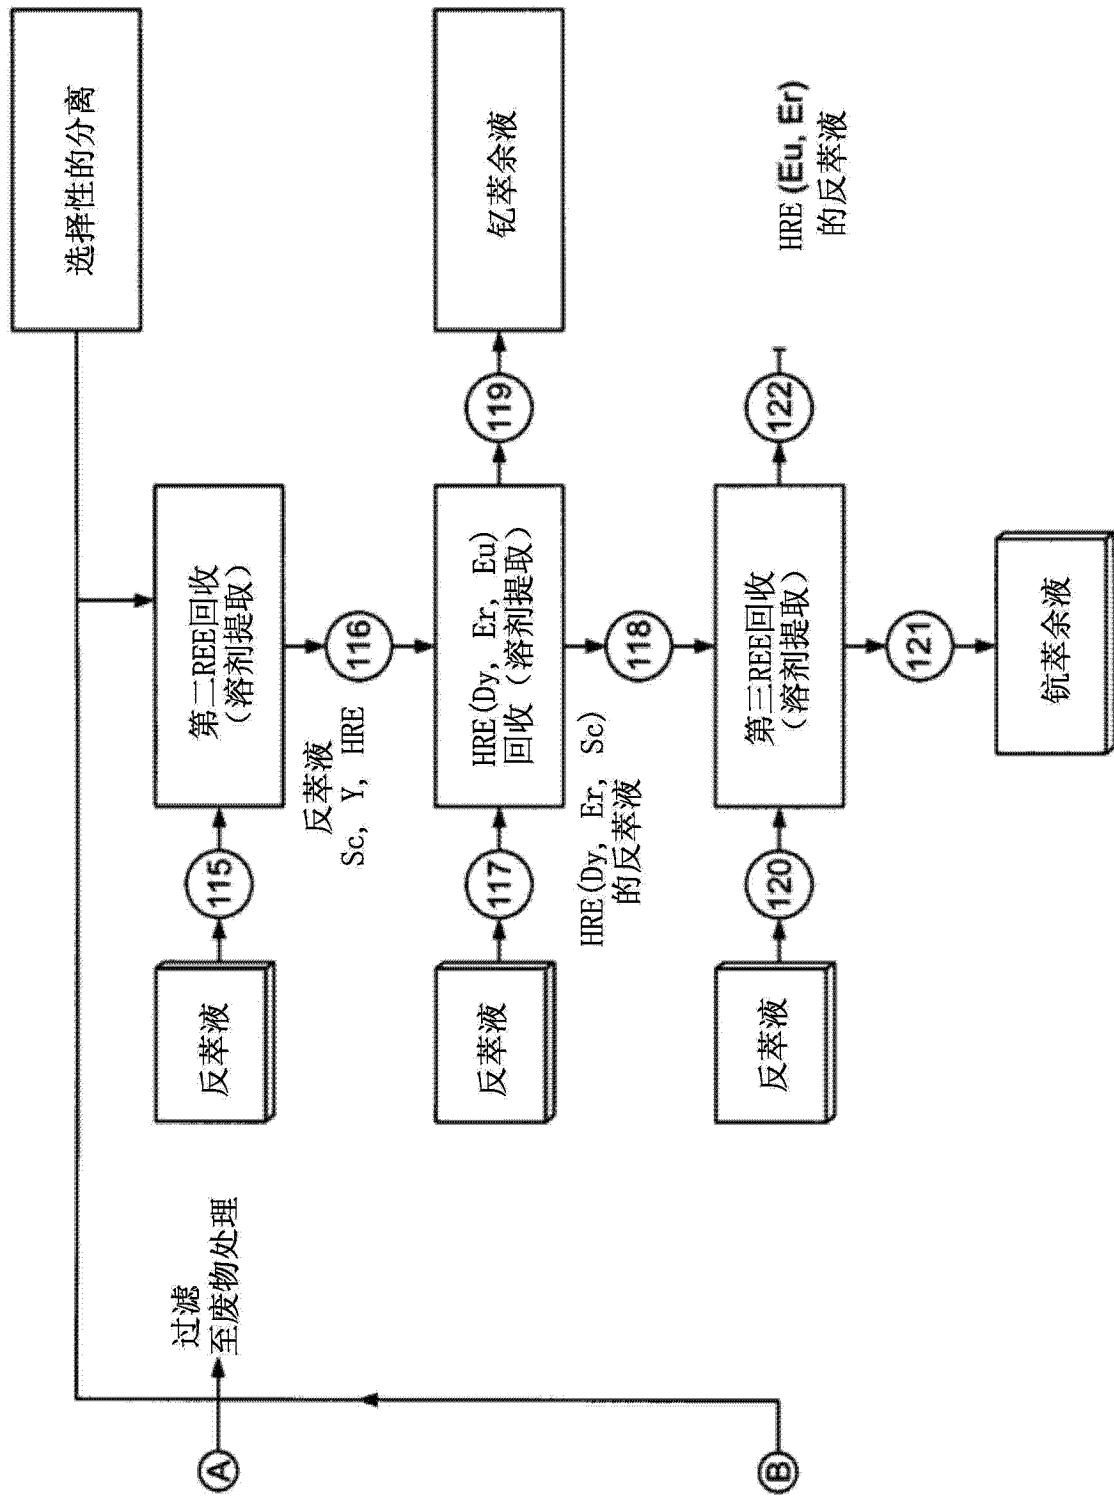 选择性的分离
过滤
至废物处理
A
B
反萃液
115
第二REE回收
（溶剂提取）
116
反萃液
Sc, Y, HRE
反萃液
117
HRE(Dy, Er, Eu)
回收（溶剂提取）
119
钇萃余液
118
HRE(Dy, Er, Sc)
的反萃液
反萃液
120
第三REE回收
（溶剂提取）
122
HRE (Eu, Er)
的反萃液
121
钪萃余液